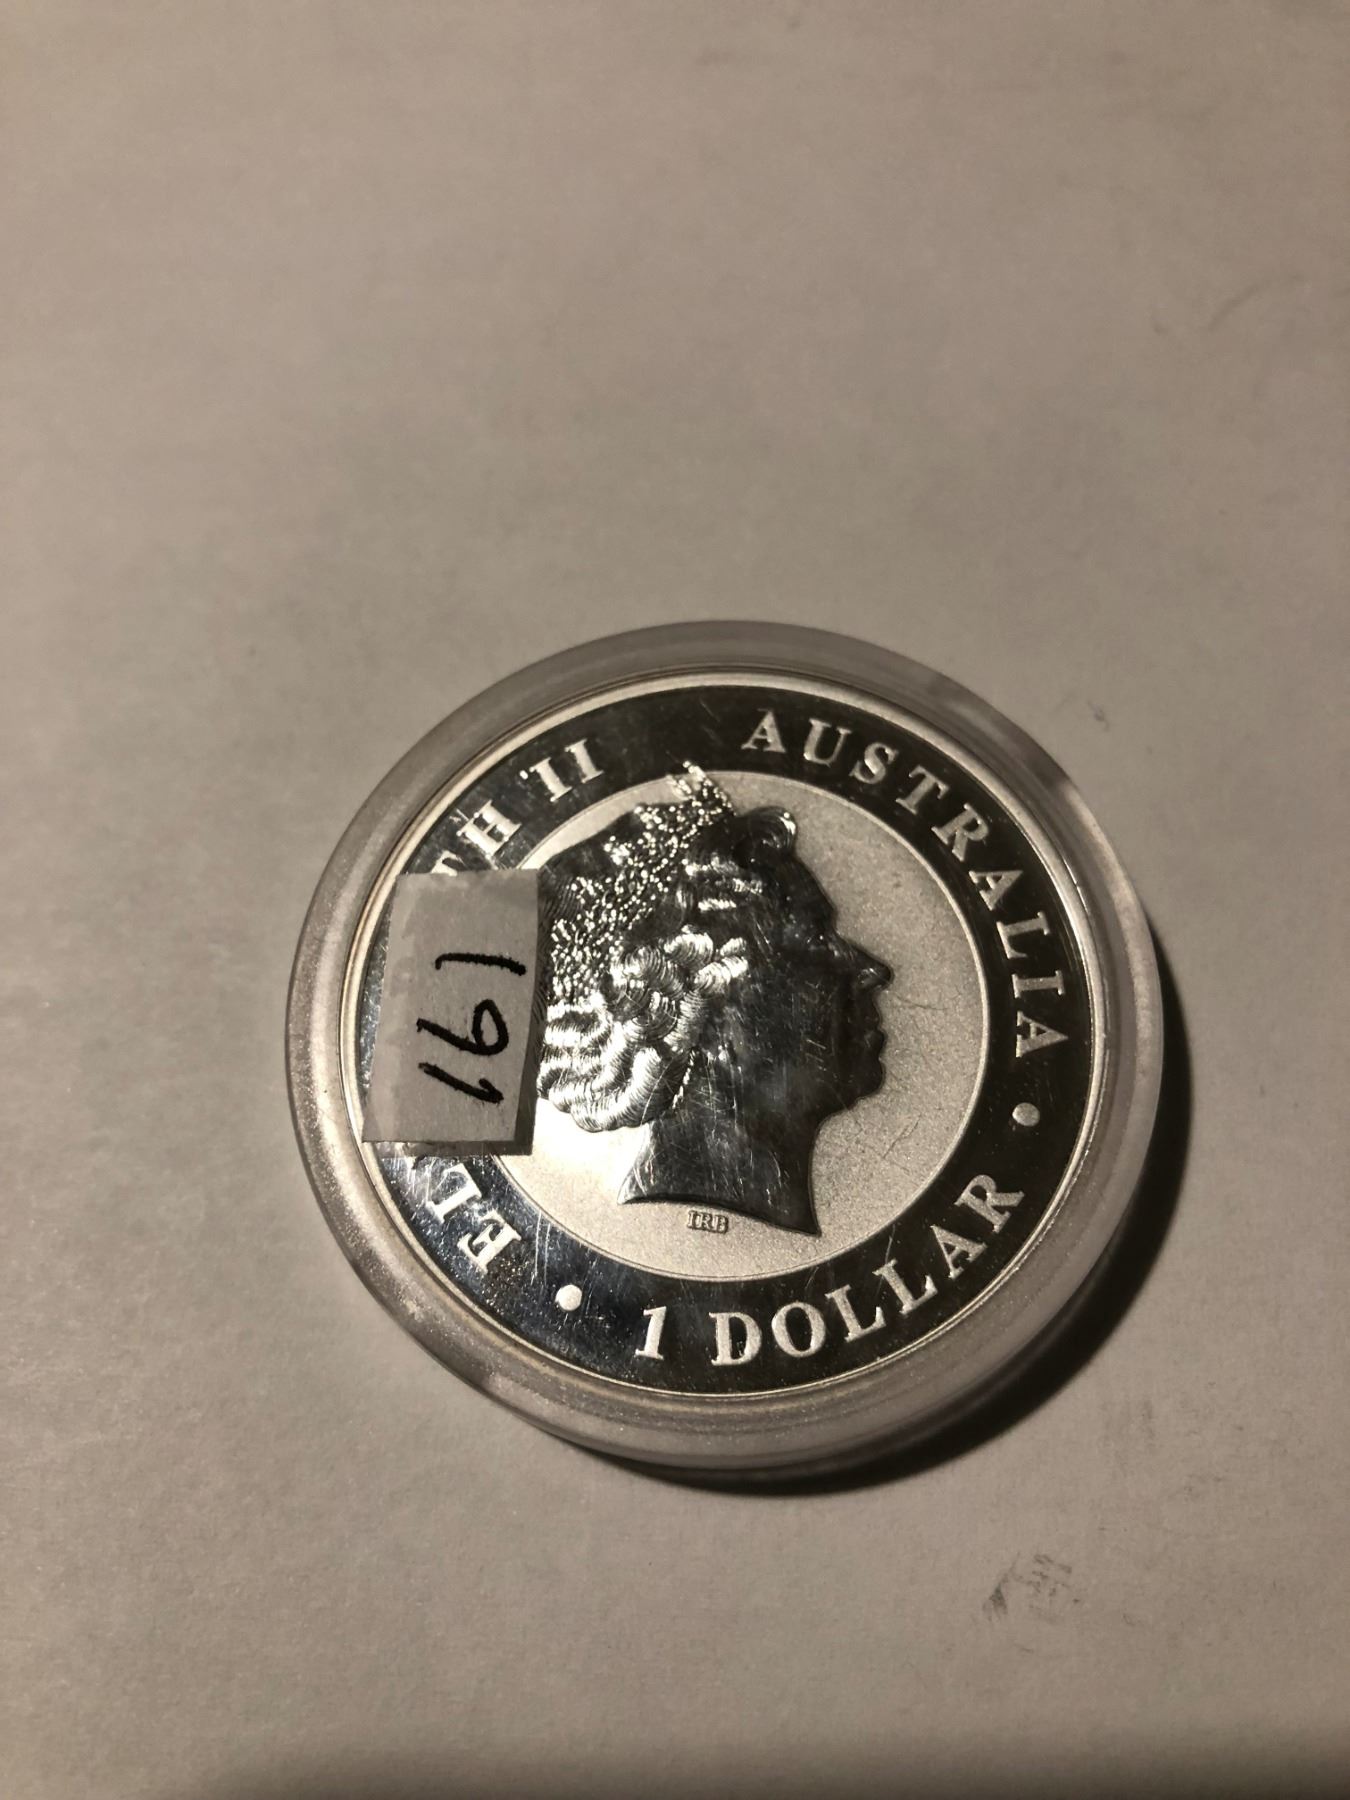 EL TH II AUSTRALIA • 1 DOLLAR •
IRB
191